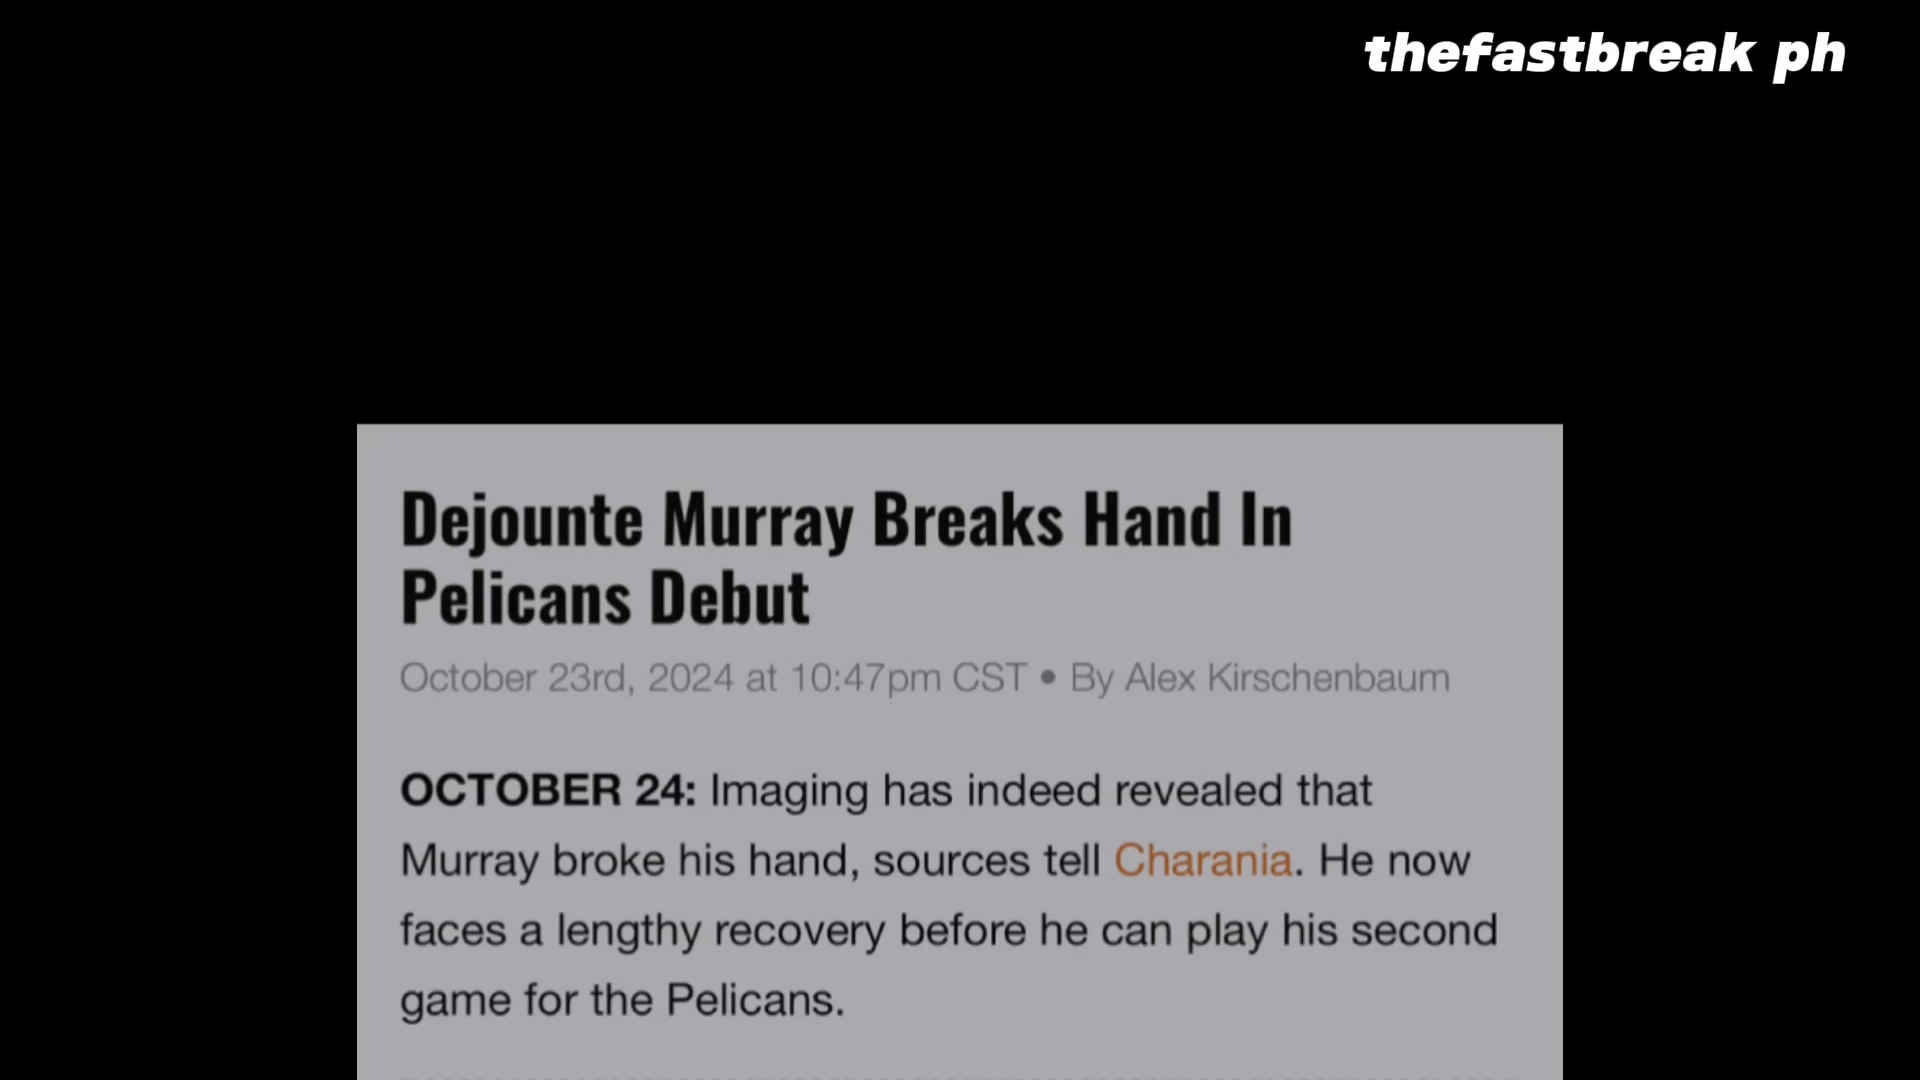 thefastbreak ph
Dejounte Murray Breaks Hand In
Pelicans Debut
October 23rd, 2024 at 10:47pm CST • By Alex Kirschenbaum
OCTOBER 24: Imaging has indeed revealed that
Murray broke his hand, sources tell Charania. He now
faces a lengthy recovery before he can play his second
game for the Pelicans.